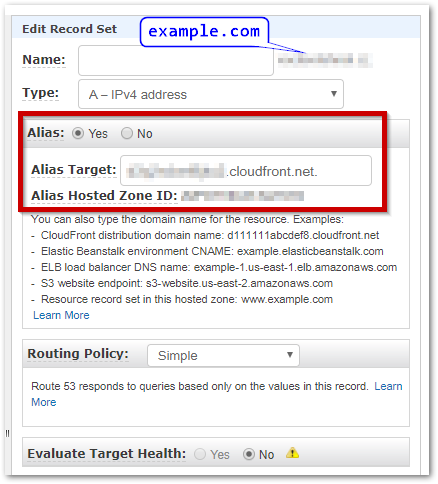 Edit Record Set
example.com
Name:
Type: A – IPv4 address
Alias: Yes No
Alias Target: .cloudfront.net.
Alias Hosted Zone ID:
You can also type the domain name for the resource. Examples:
- CloudFront distribution domain name: d111111abcdef8.cloudfront.net
- Elastic Beanstalk environment CNAME: example.elasticbeanstalk.com
- ELB load balancer DNS name: example-1.us-east-1.elb.amazonaws.com
- S3 website endpoint: s3-website.us-east-2.amazonaws.com
- Resource record set in this hosted zone: www.example.com
Learn More
Routing Policy: Simple
Route 53 responds to queries based only on the values in this record. Learn
More
Evaluate Target Health: Yes No